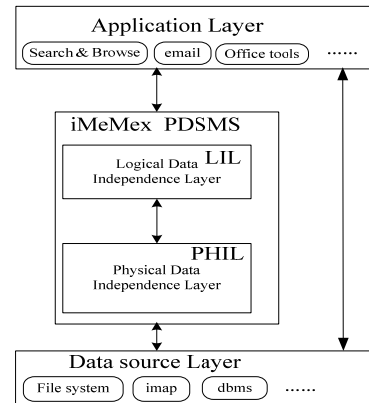 Application Layer
Search & Browse email Office tools ......
iMeMex PDSMS
Logical Data LIL
Independence Layer
PHIL
Physical Data
Independence Layer
Data source Layer
File system imap dbms ......